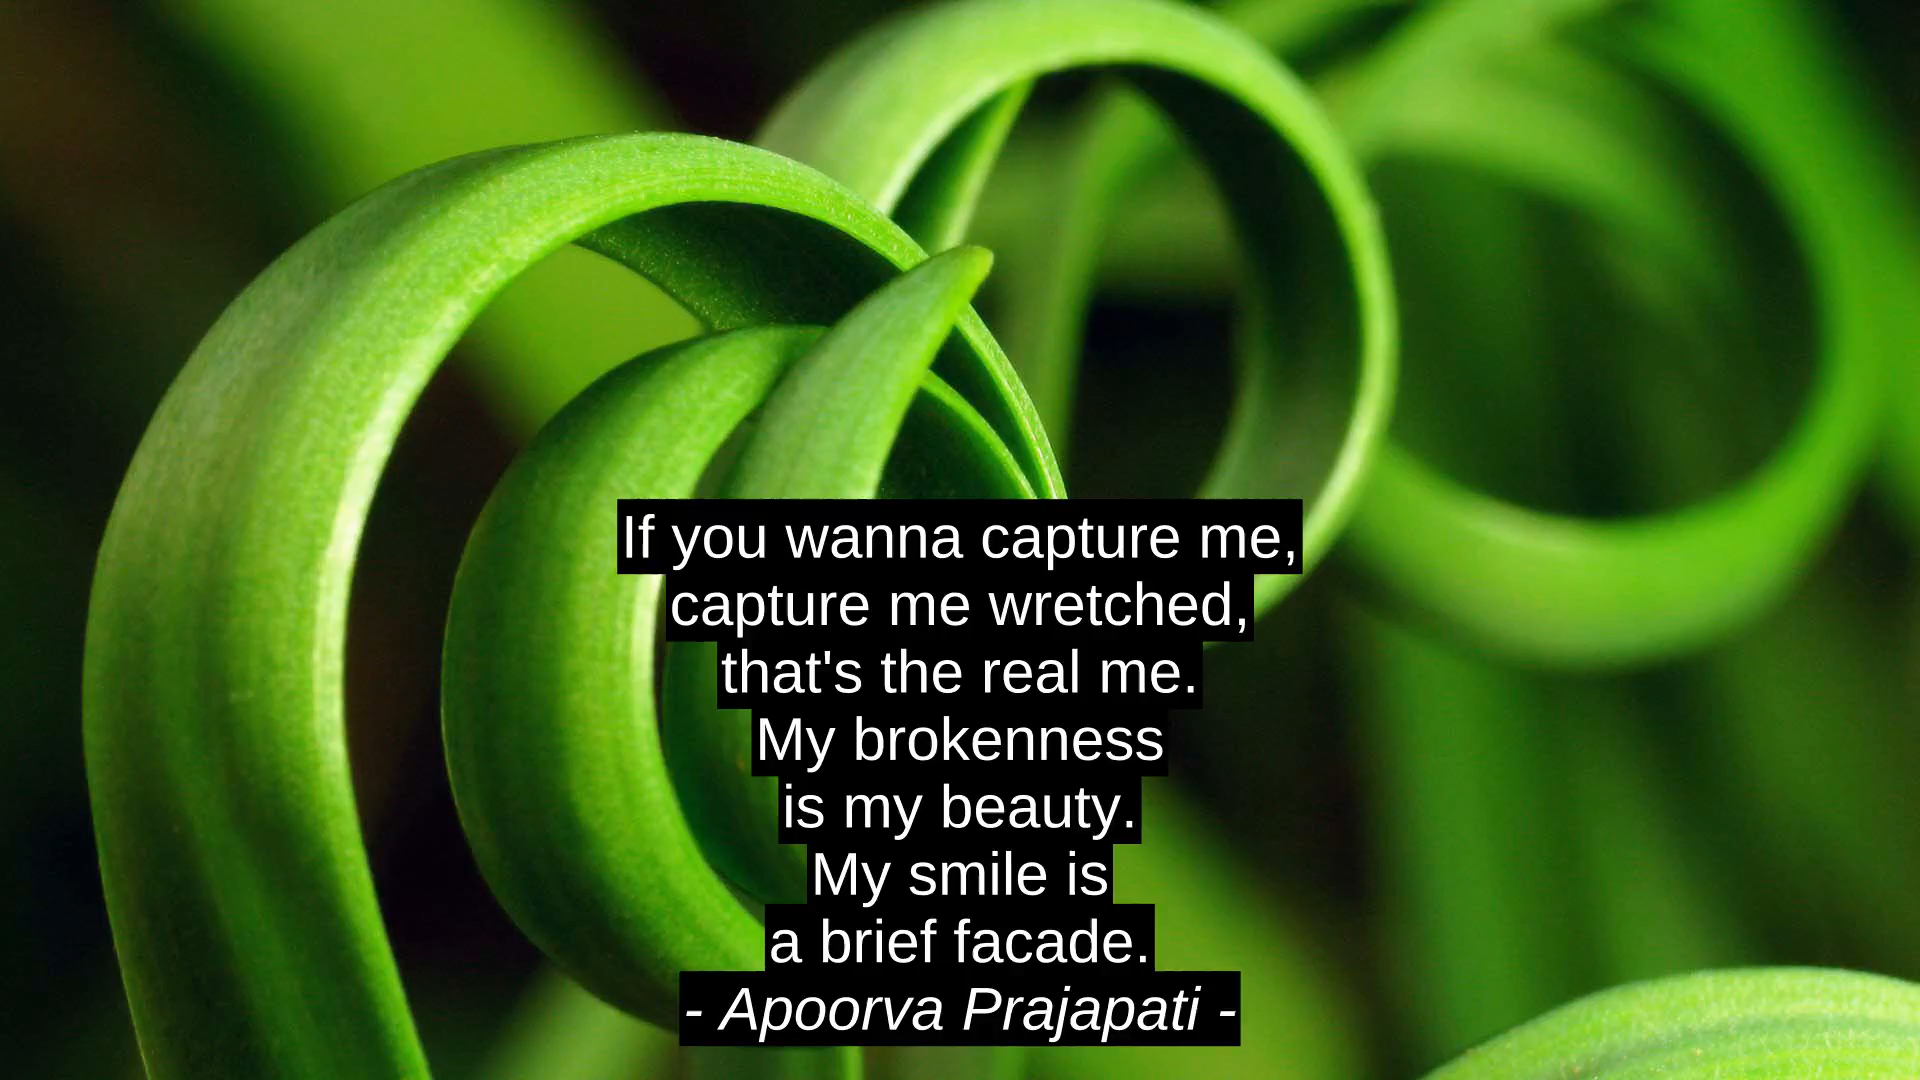 If you wanna capture me,
capture me wretched,
that's the real me.
My brokenness
is my beauty.
My smile is
a brief facade.
- Apoorva Prajapati -